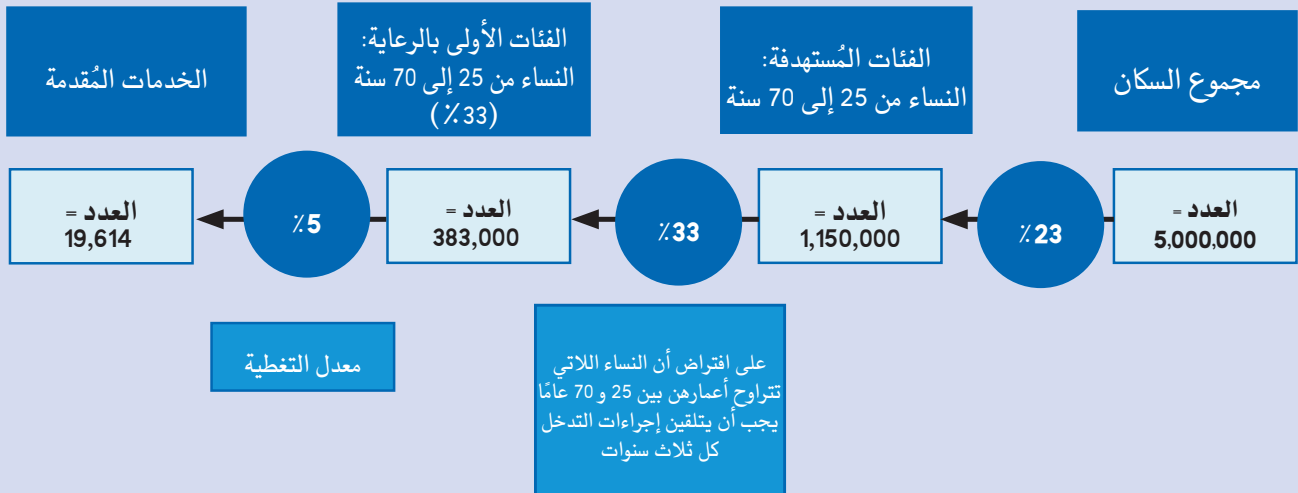 مجموع السكان
الفئات المُستهدفة:
النساء من 25 إلى 70 سنة
الفئات الأولى بالرعاية:
النساء من 25 إلى 70 سنة
(33٪)
الخدمات المُقدمة
العدد =
5,000,000
23٪
العدد =
1,150,000
33٪
العدد =
383,000
5٪
العدد =
19,614
على افتراض أن النساء اللاتي
تتراوح أعمارهن بين 25 و 70 عامًا
يجب أن يتلقين إجراءات التدخل
كل ثلاث سنوات
معدل التغطية